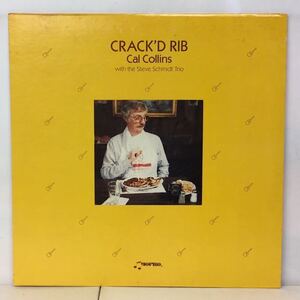 CRACK'D RIB
Cal Collins
with the Steve Schmidt Trio